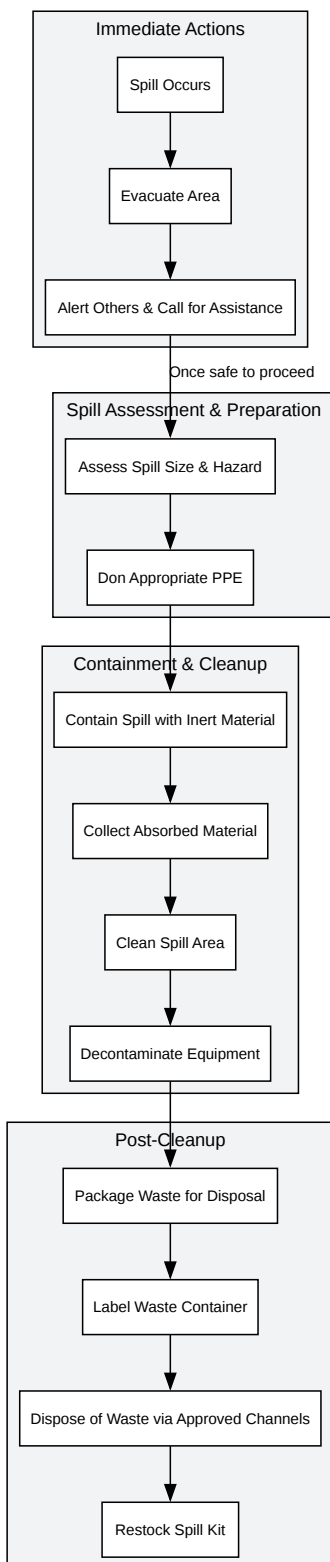 Immediate Actions
Spill Occurs
Evacuate Area
Alert Others & Call for Assistance
Once safe to proceed
Spill Assessment & Preparation
Assess Spill Size & Hazard
Don Appropriate PPE
Containment & Cleanup
Contain Spill with Inert Material
Collect Absorbed Material
Clean Spill Area
Decontaminate Equipment
Post-Cleanup
Package Waste for Disposal
Label Waste Container
Dispose of Waste via Approved Channels
Restock Spill Kit